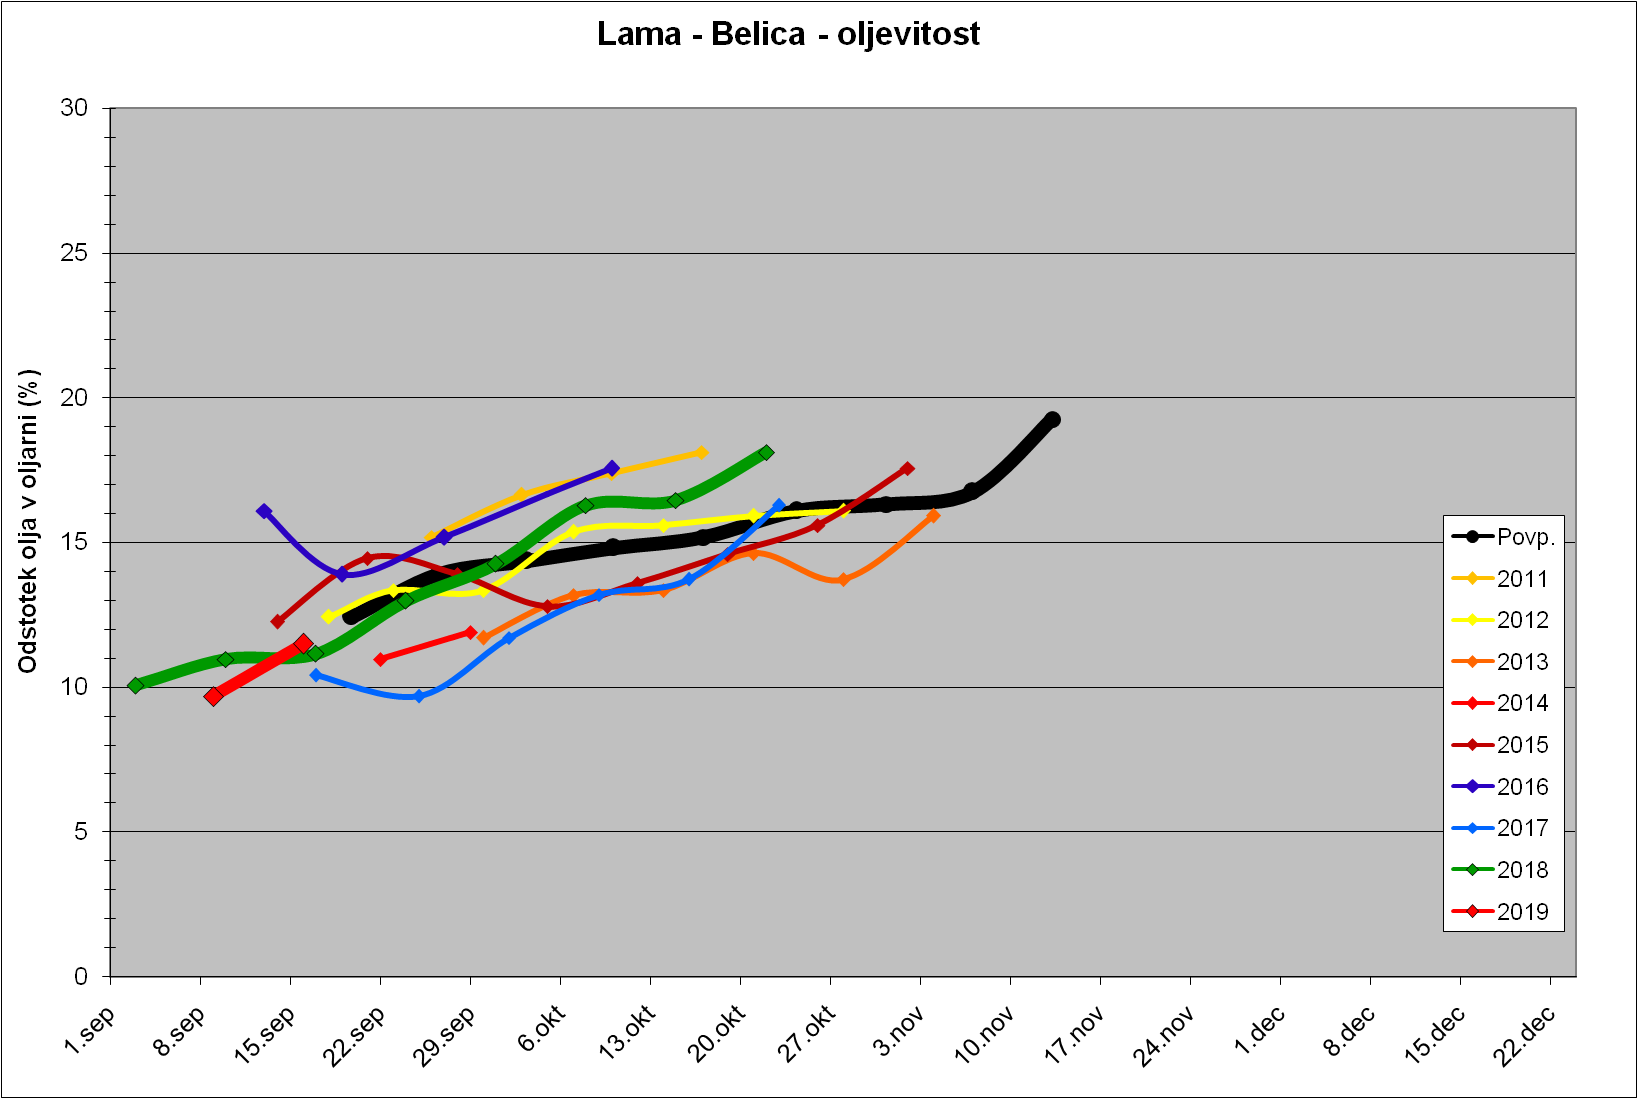 Lama - Belica - oljevitost
Odstotek olja v oljarni (%)
30
25
20
15
10
5
0
1.sep
8.sep
15.sep
22.sep
29.sep
6.okt
13.okt
20.okt
27.okt
3.nov
10.nov
17.nov
24.nov
1.dec
8.dec
15.dec
22.dec
Povp.
2011
2012
2013
2014
2015
2016
2017
2018
2019